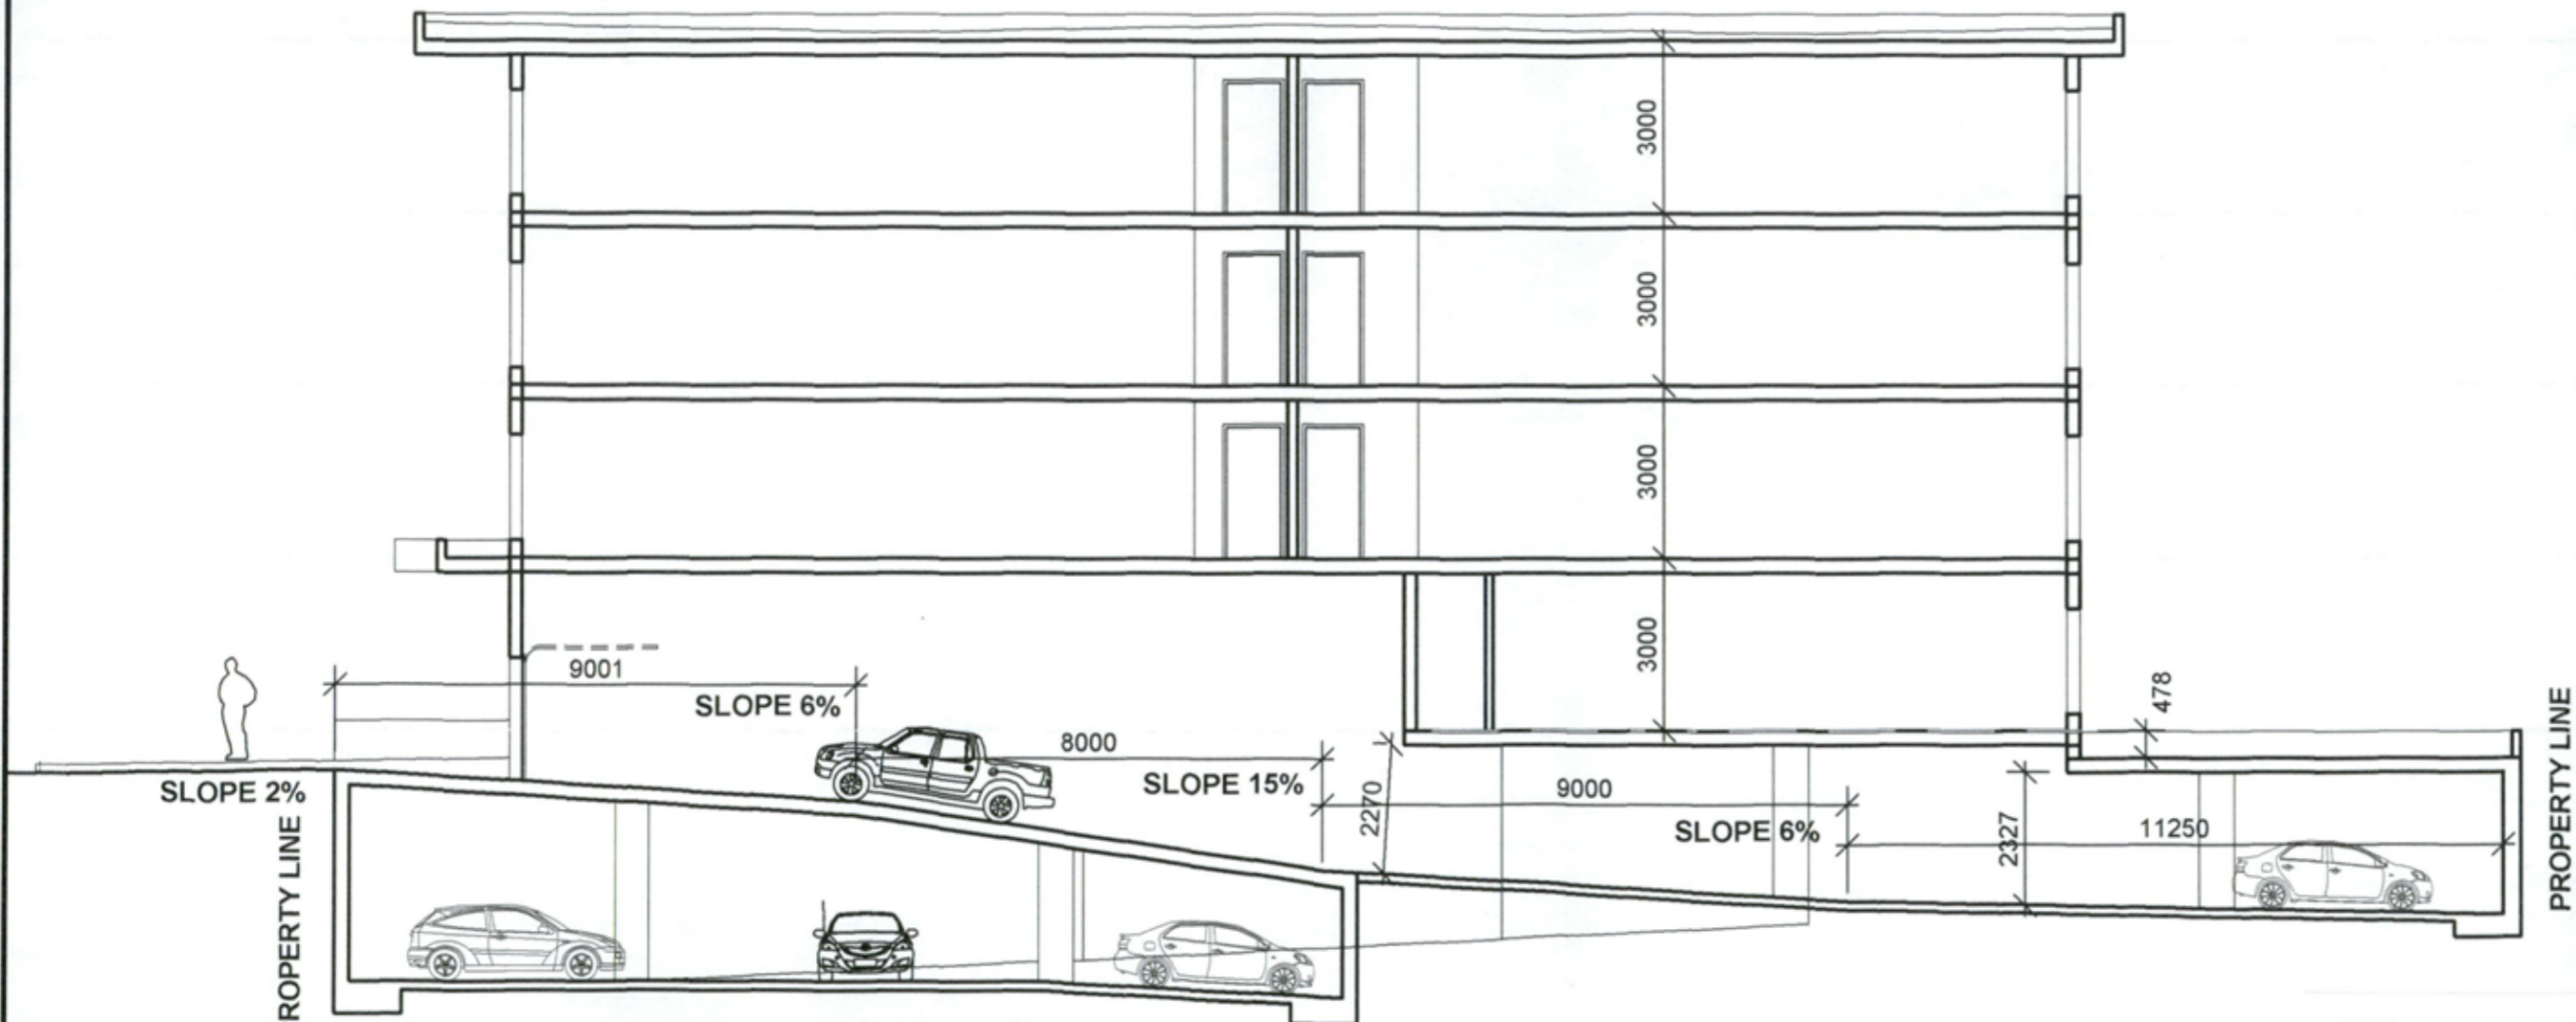 3000
3000
3000
3000
9001
SLOPE 6%
8000
SLOPE 15%
2270
9000
SLOPE 6%
478
2327
11250
SLOPE 2%
ROPERTY LINE
PROPERTY LINE